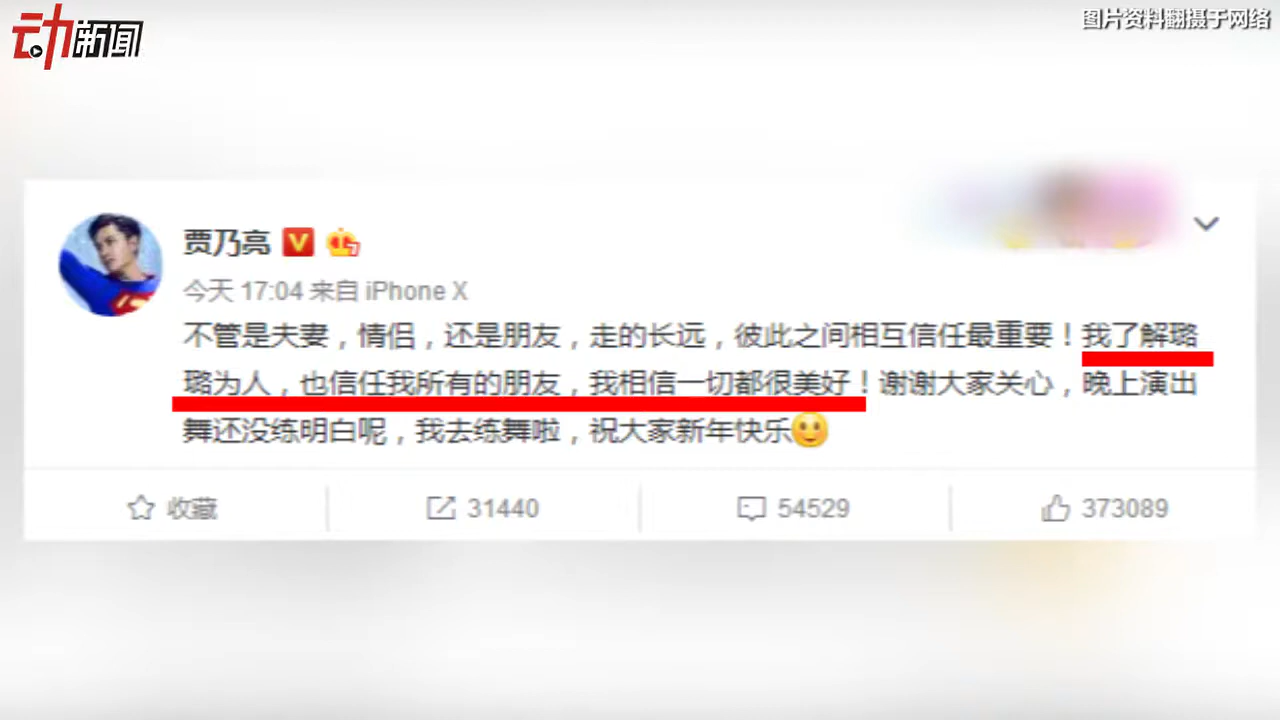 动新闻
图片资料翻摄于网络
贾乃亮
今天 17:04 来自 iPhone X
不管是夫妻，情侣，还是朋友，走的长远，彼此之间相互信任最重要！我了解璐
璐为人，也信任我所有的朋友，我相信一切都很美好！谢谢大家关心，晚上演出
舞还没练明白呢，我去练舞啦，祝大家新年快乐
收藏
31440
54529
373089